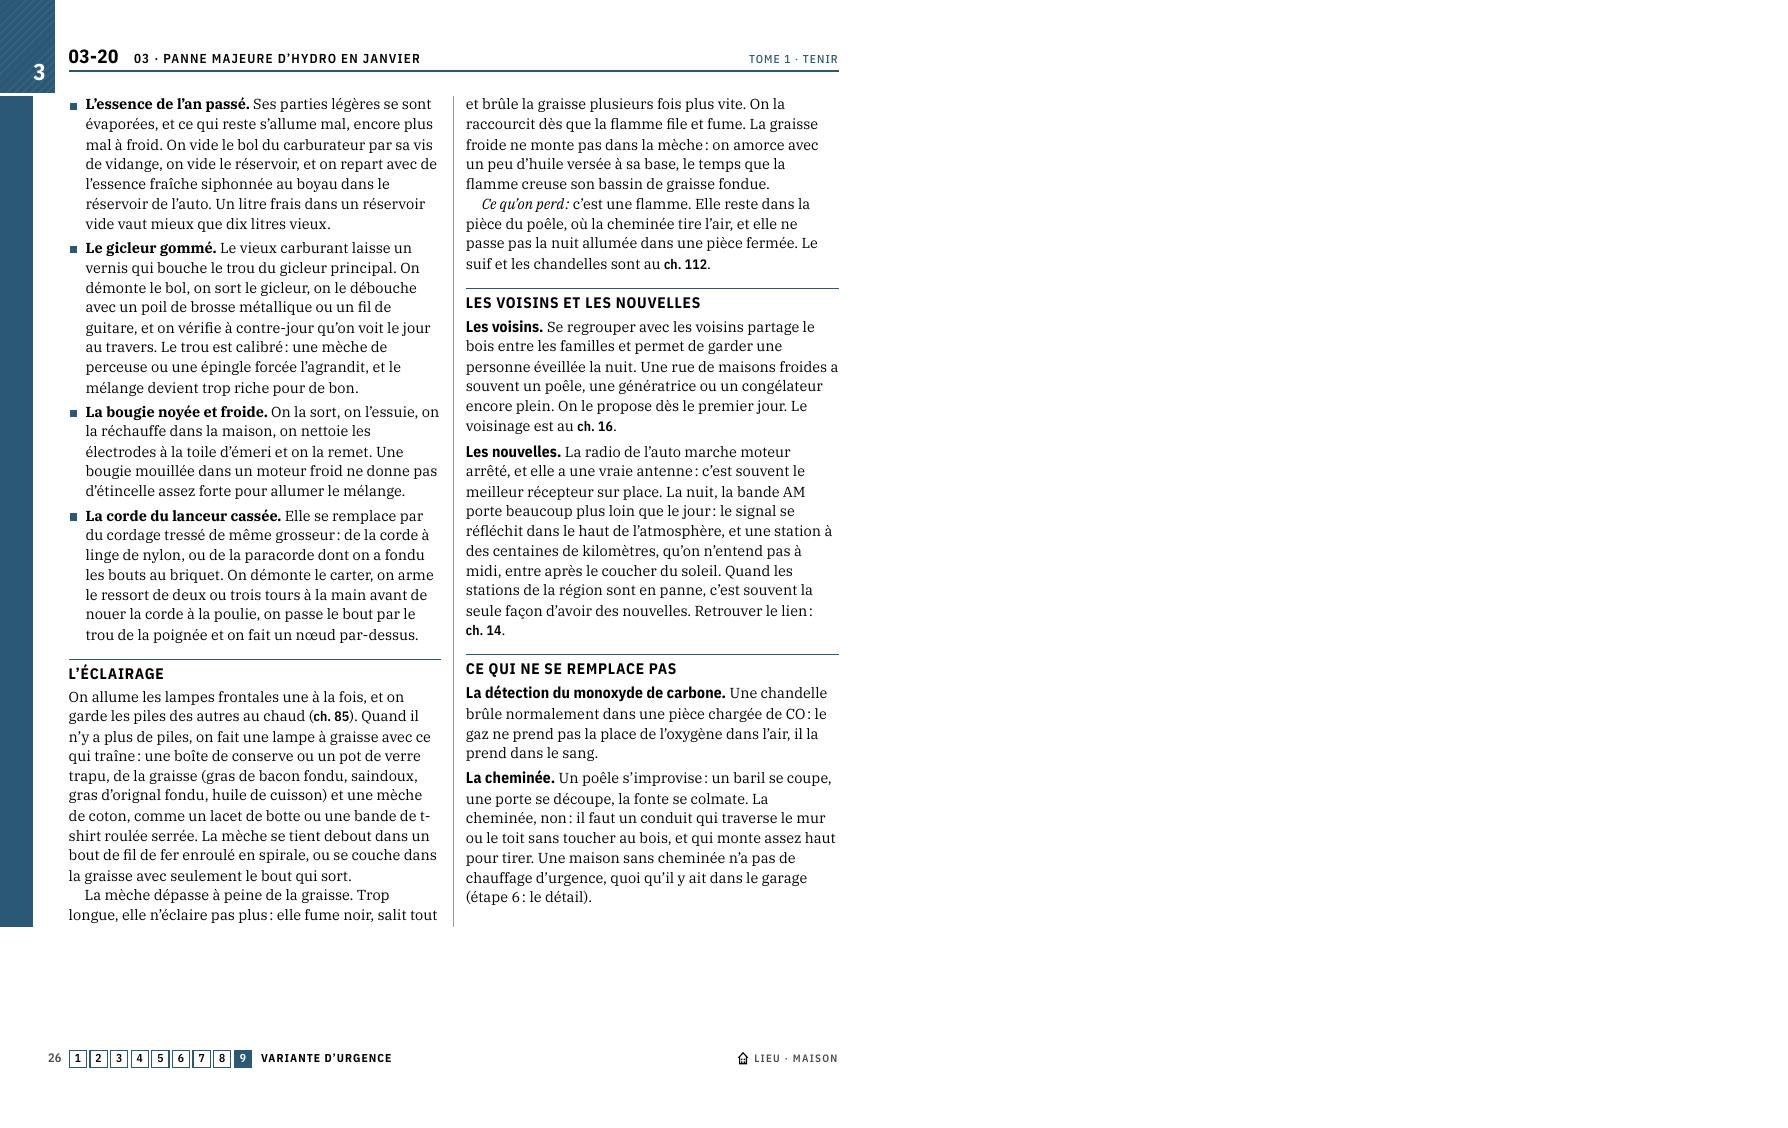 3
03-20 03 · PANNE MAJEURE D’HYDRO EN JANVIER
TOME 1 · TENIR
L’essence de l’an passé. Ses parties légères se sont
évaporées, et ce qui reste s’allume mal, encore plus
mal à froid. On vide le bol du carburateur par sa vis
de vidange, on vide le réservoir, et on repart avec de
l’essence fraîche siphonnée au boyau dans le
réservoir de l’auto. Un litre frais dans un réservoir
vide vaut mieux que dix litres vieux.
Le gicleur gommé. Le vieux carburant laisse un
vernis qui bouche le trou du gicleur principal. On
démonte le bol, on sort le gicleur, on le débouche
avec un poil de brosse métallique ou un fil de
guitare, et on vérifie à contre-jour qu’on voit le jour
au travers. Le trou est calibré : une mèche de
perceuse ou une épingle forcée l’agrandit, et le
mélange devient trop riche pour de bon.
La bougie noyée et froide. On la sort, on l’essuie, on
la réchauffe dans la maison, on nettoie les
électrodes à la toile d’émeri et on la remet. Une
bougie mouillée dans un moteur froid ne donne pas
d’étincelle assez forte pour allumer le mélange.
La corde du lanceur cassée. Elle se remplace par
du cordage tressé de même grosseur : de la corde à
linge de nylon, ou de la paracorde dont on a fondu
les bouts au briquet. On démonte le carter, on arme
le ressort de deux ou trois tours à la main avant de
nouer la corde à la poulie, on passe le bout par le
trou de la poignée et on fait un nœud par-dessus.
L’ÉCLAIRAGE
On allume les lampes frontales une à la fois, et on
garde les piles des autres au chaud (ch. 85). Quand il
n’y a plus de piles, on fait une lampe à graisse avec ce
qui traîne : une boîte de conserve ou un pot de verre
trapu, de la graisse (gras de bacon fondu, saindoux,
gras d’orignal fondu, huile de cuisson) et une mèche
de coton, comme un lacet de botte ou une bande de t-
shirt roulée serrée. La mèche se tient debout dans un
bout de fil de fer enroulé en spirale, ou se couche dans
la graisse avec seulement le bout qui sort.
La mèche dépasse à peine de la graisse. Trop
longue, elle n’éclaire pas plus : elle fume noir, salit tout
et brûle la graisse plusieurs fois plus vite. On la
raccourcit dès que la flamme file et fume. La graisse
froide ne monte pas dans la mèche : on amorce avec
un peu d’huile versée à sa base, le temps que la
flamme creuse son bassin de graisse fondue.
Ce qu’on perd : c’est une flamme. Elle reste dans la
pièce du poêle, où la cheminée tire l’air, et elle ne
passe pas la nuit allumée dans une pièce fermée. Le
suif et les chandelles sont au ch. 112.
LES VOISINS ET LES NOUVELLES
Les voisins. Se regrouper avec les voisins partage le
bois entre les familles et permet de garder une
personne éveillée la nuit. Une rue de maisons froides a
souvent un poêle, une génératrice ou un congélateur
encore plein. On le propose dès le premier jour. Le
voisinage est au ch. 16.
Les nouvelles. La radio de l’auto marche moteur
arrêté, et elle a une vraie antenne : c’est souvent le
meilleur récepteur sur place. La nuit, la bande AM
porte beaucoup plus loin que le jour : le signal se
réfléchit dans le haut de l’atmosphère, et une station à
des centaines de kilomètres, qu’on n’entend pas à
midi, entre après le coucher du soleil. Quand les
stations de la région sont en panne, c’est souvent la
seule façon d’avoir des nouvelles. Retrouver le lien :
ch. 14.
CE QUI NE SE REMPLACE PAS
La détection du monoxyde de carbone. Une chandelle
brûle normalement dans une pièce chargée de CO : le
gaz ne prend pas la place de l’oxygène dans l’air, il la
prend dans le sang.
La cheminée. Un poêle s’improvise : un baril se coupe,
une porte se découpe, la fonte se colmate. La
cheminée, non : il faut un conduit qui traverse le mur
ou le toit sans toucher au bois, et qui monte assez haut
pour tirer. Une maison sans cheminée n’a pas de
chauffage d’urgence, quoi qu’il y ait dans le garage
(étape 6 : le détail).
26 1 2 3 4 5 6 7 8 9 VARIANTE D’URGENCE
LIEU · MAISON